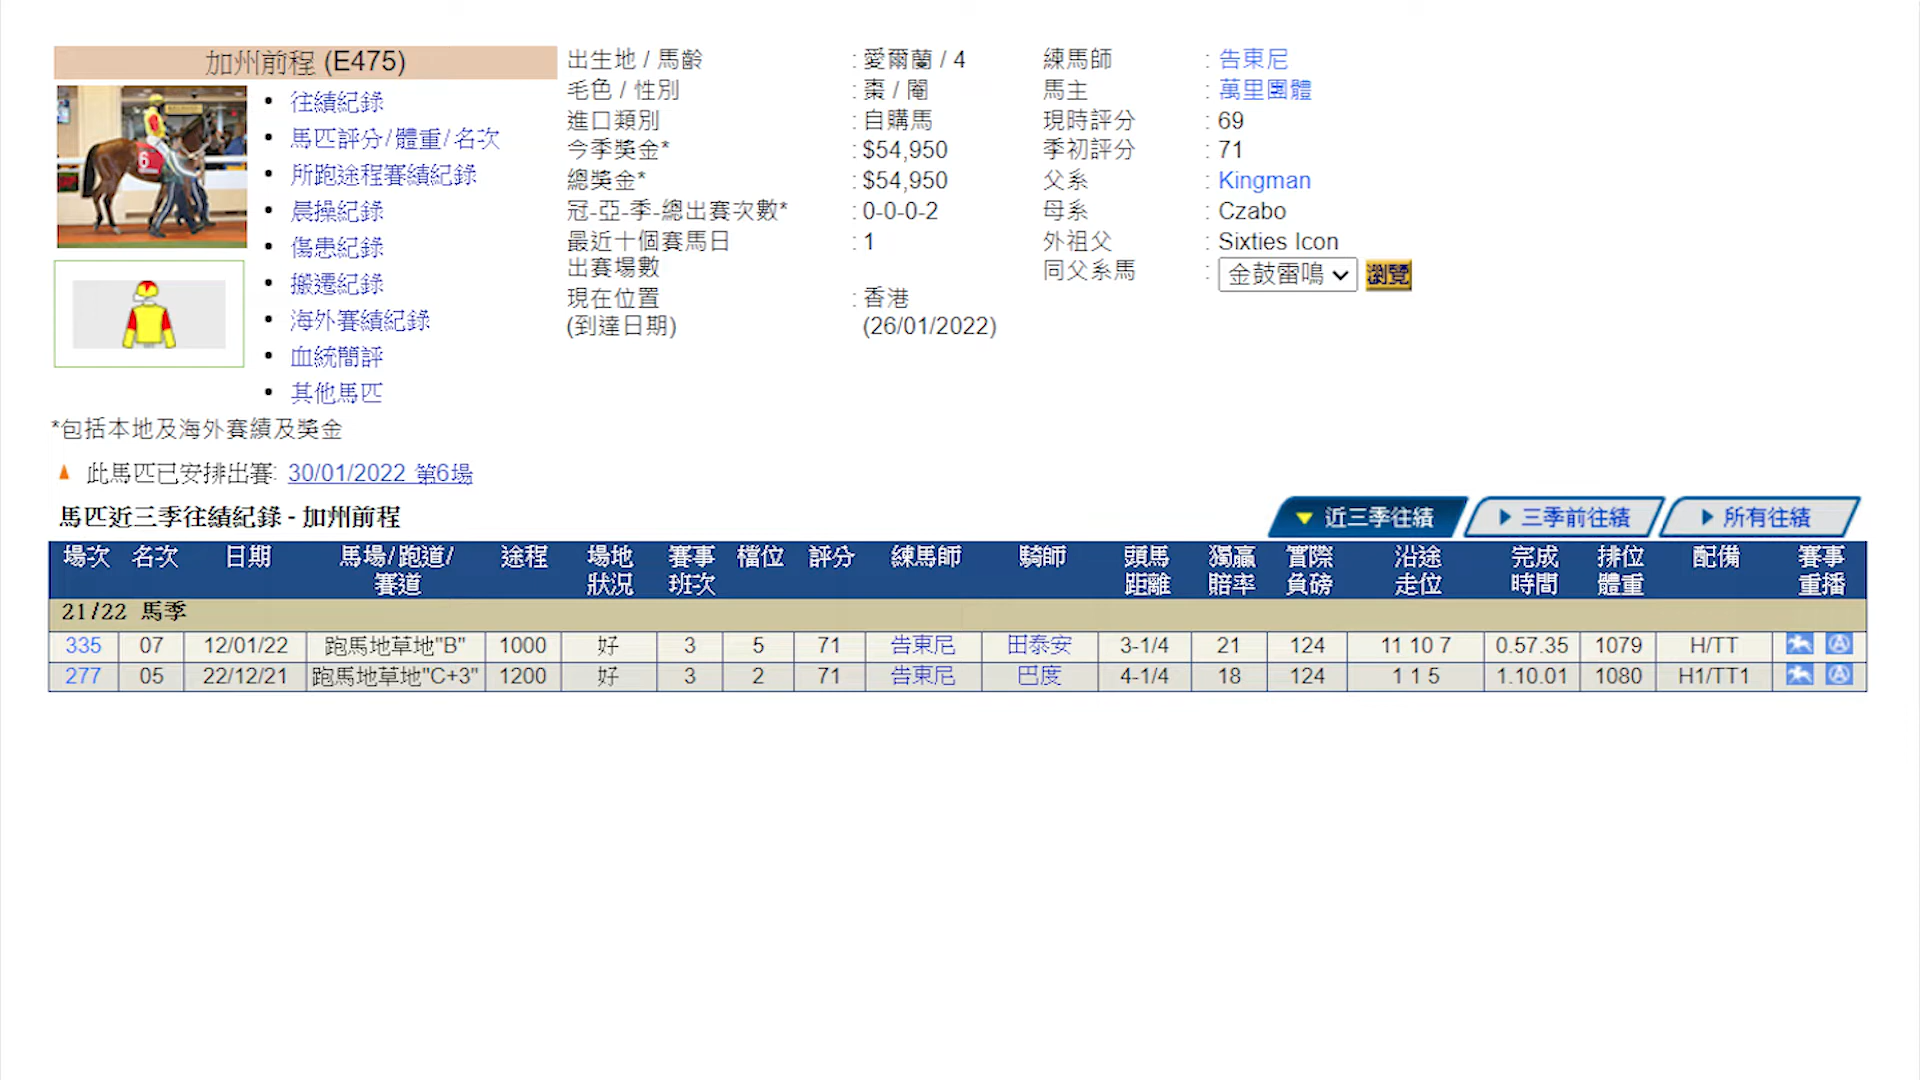 加州前程 (E475)
往績紀錄
馬匹評分/體重/名次
所跑途程賽績紀錄
晨操紀錄
傷患紀錄
搬遷紀錄
海外賽績紀錄
血統簡評
其他馬匹
出生地 / 馬齡 : 愛爾蘭 / 4
毛色 / 性別 : 棗 / 閹
進口類別 : 自購馬
今季獎金* : $54,950
總獎金* : $54,950
冠-亞-季-總出賽次數* : 0-0-0-2
最近十個賽馬日 : 1
出賽場數
現在位置 : 香港
(到達日期) (26/01/2022)
練馬師 : 告東尼
馬主 : 萬里團體
現時評分 : 69
季初評分 : 71
父系 : Kingman
母系 : Czabo
外祖父 : Sixties Icon
同父系馬 : 金鼓雷鳴 瀏覽
6
*包括本地及海外賽績及獎金
此馬匹已安排出賽: 30/01/2022 第6場
馬匹近三季往績紀錄 - 加州前程
近三季往績 三季前往績 所有往績
場次 名次 日期 馬場/跑道/賽道 途程 場地狀況 賽事班次 檔位 評分 練馬師 騎師 頭馬距離 獨贏賠率 實際負磅 沿途走位 完成時間 排位體重 配備 賽事重播
21/22 馬季
335 07 12/01/22 跑馬地草地"B" 1000 好 3 5 71 告東尼 田泰安 3-1/4 21 124 11 10 7 0.57.35 1079 H/TT
277 05 22/12/21 跑馬地草地"C+3" 1200 好 3 2 71 告東尼 巴度 4-1/4 18 124 1 1 5 1.10.01 1080 H1/TT1